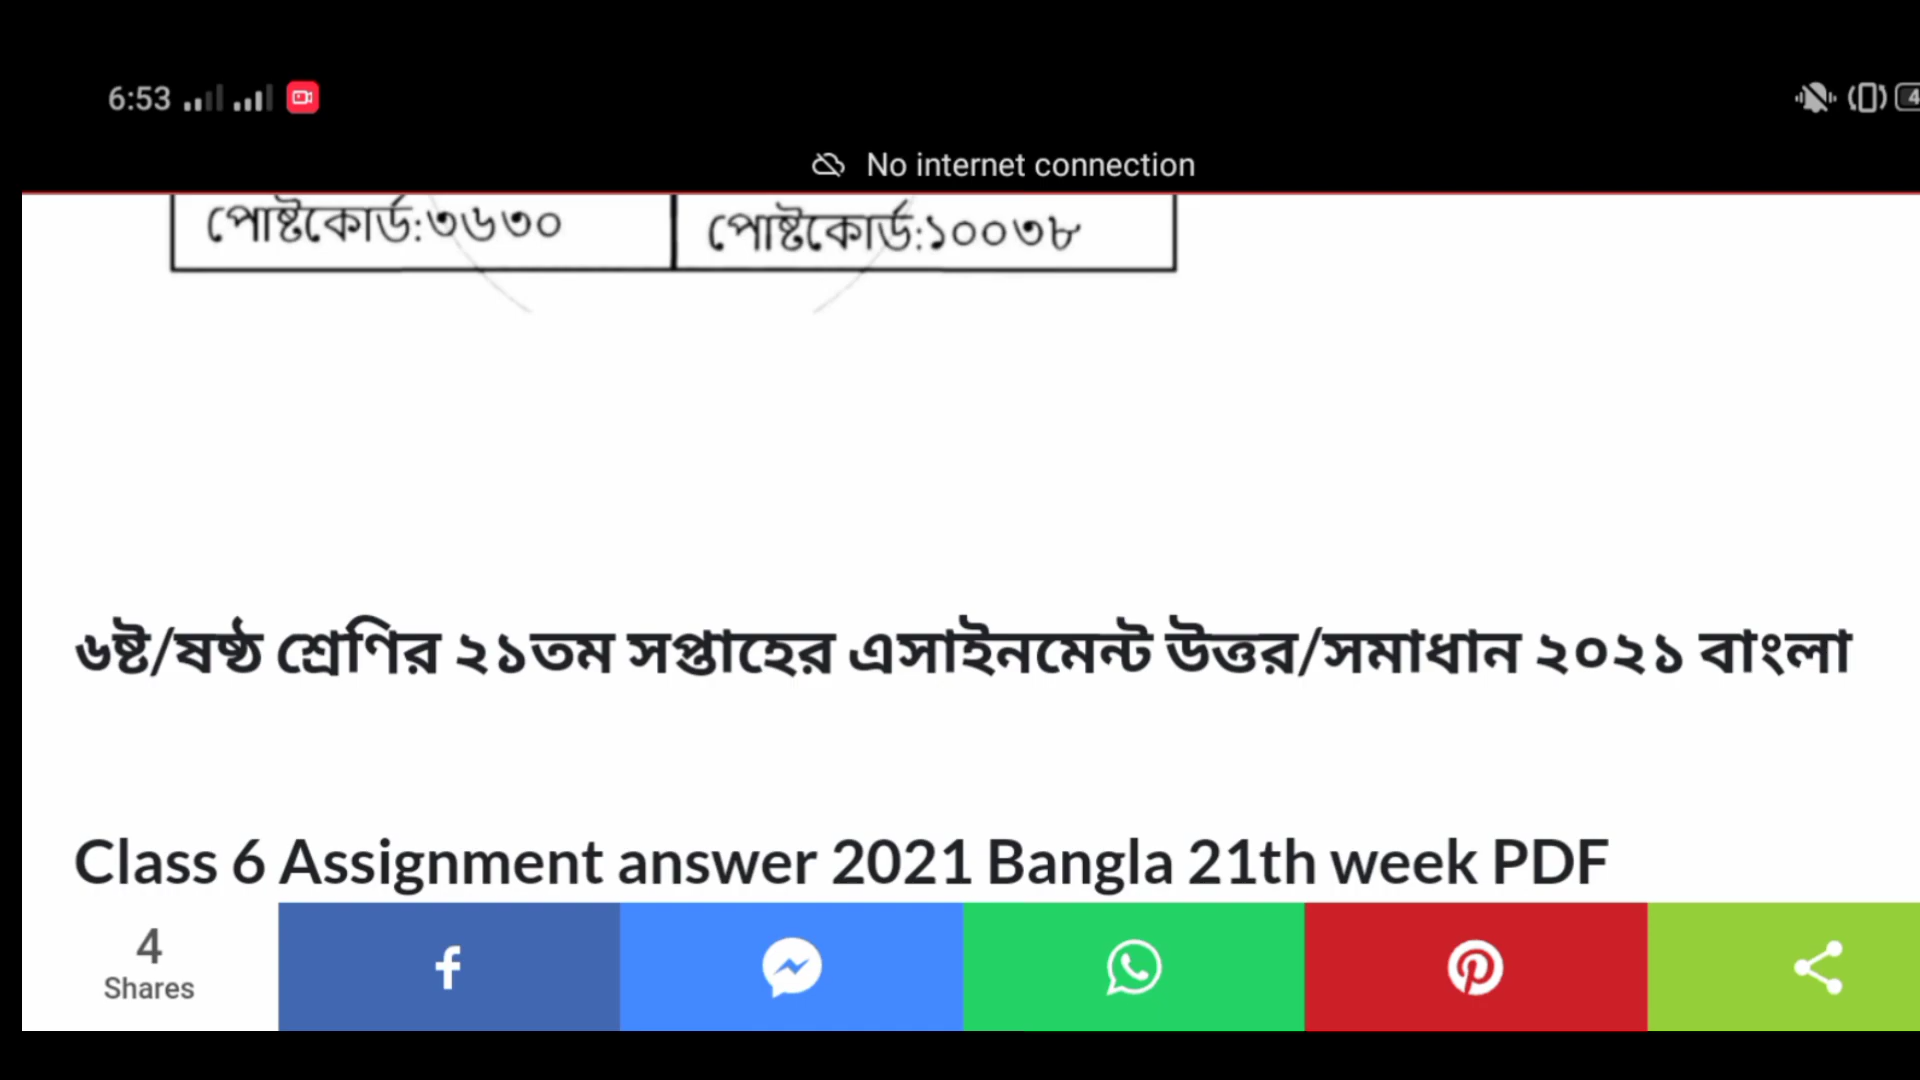 6:53
4
No internet connection
পোষ্টকোর্ড:৩৬৩০
পোষ্টকোর্ড:১০০৩৮
৬ষ্ট/ষষ্ঠ শ্রেণির ২১তম সপ্তাহের এসাইনমেন্ট উত্তর/সমাধান ২০২১ বাংলা
Class 6 Assignment answer 2021 Bangla 21th week PDF
4
Shares